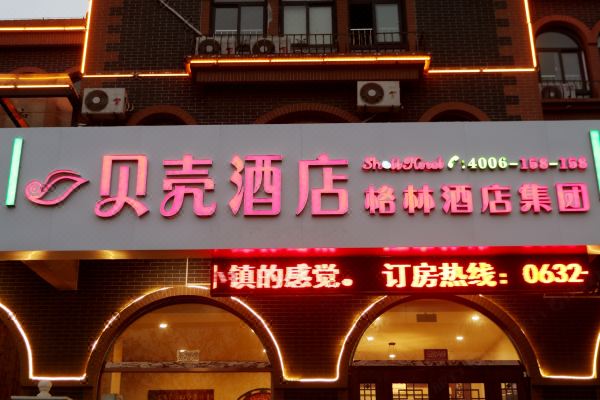 贝壳酒店
:4006-158-158
格林酒店集团
小镇的感觉。 订房热线：0632-